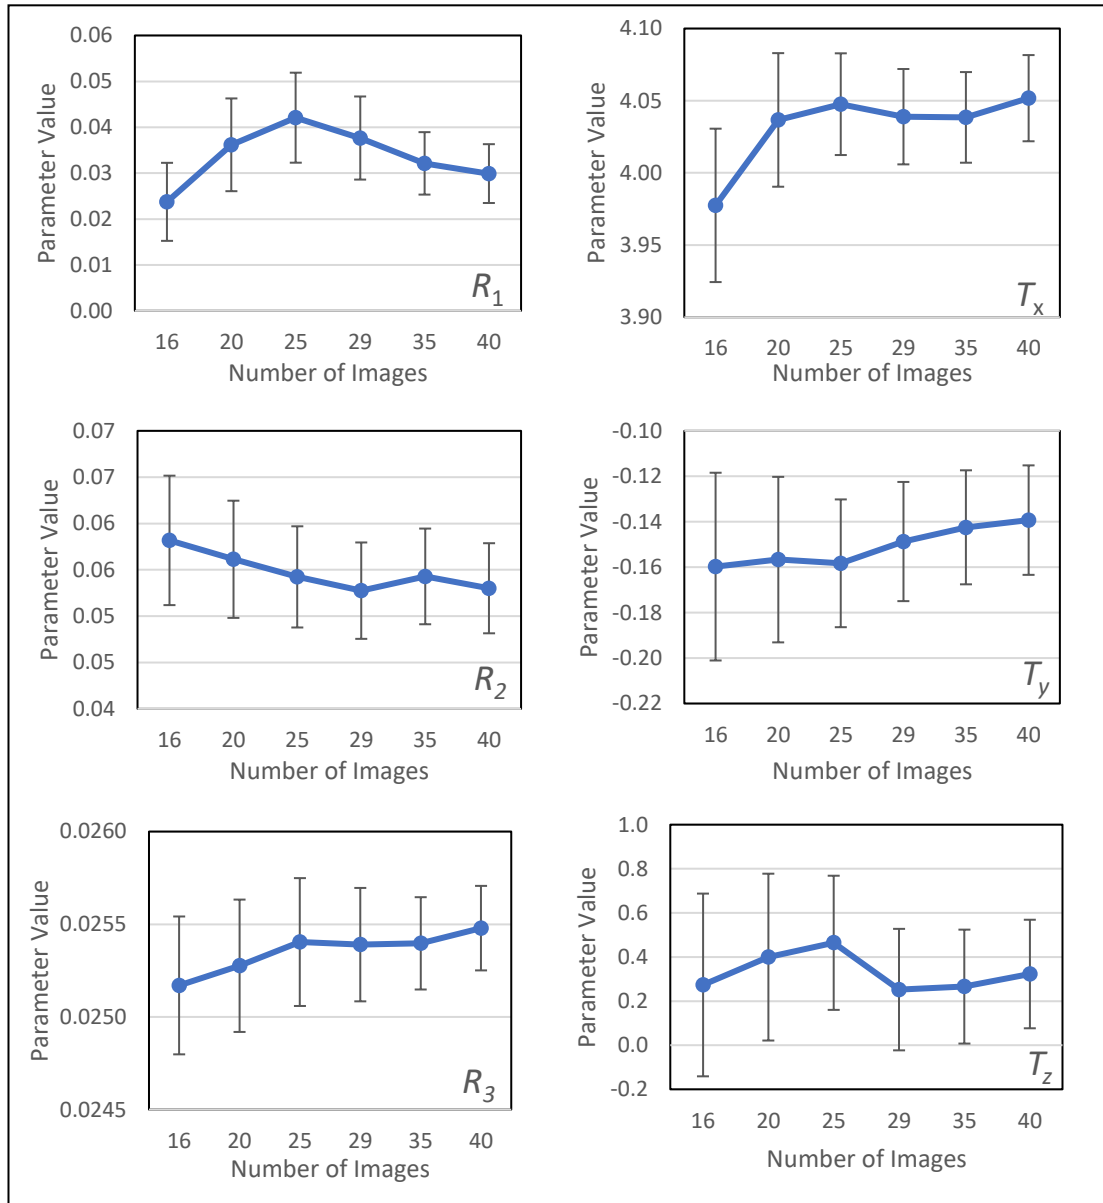 0.06
0.05
0.04
0.03
0.02
0.01
0.00
Parameter Value
R1
16 20 25 29 35 40
Number of Images
4.10
4.05
4.00
3.95
3.90
Parameter Value
Tx
16 20 25 29 35 40
Number of Images
0.07
0.07
0.06
0.06
0.05
0.05
0.04
Parameter Value
R2
16 20 25 29 35 40
Number of Images
-0.10
-0.12
-0.14
-0.16
-0.18
-0.20
-0.22
Parameter Value
Ty
16 20 25 29 35 40
Number of Images
0.0260
0.0255
0.0250
0.0245
Parameter Value
R3
16 20 25 29 35 40
Number of Images
1.0
0.8
0.6
0.4
0.2
0.0
-0.2
Parameter Value
Tz
16 20 25 29 35 40
Number of Images